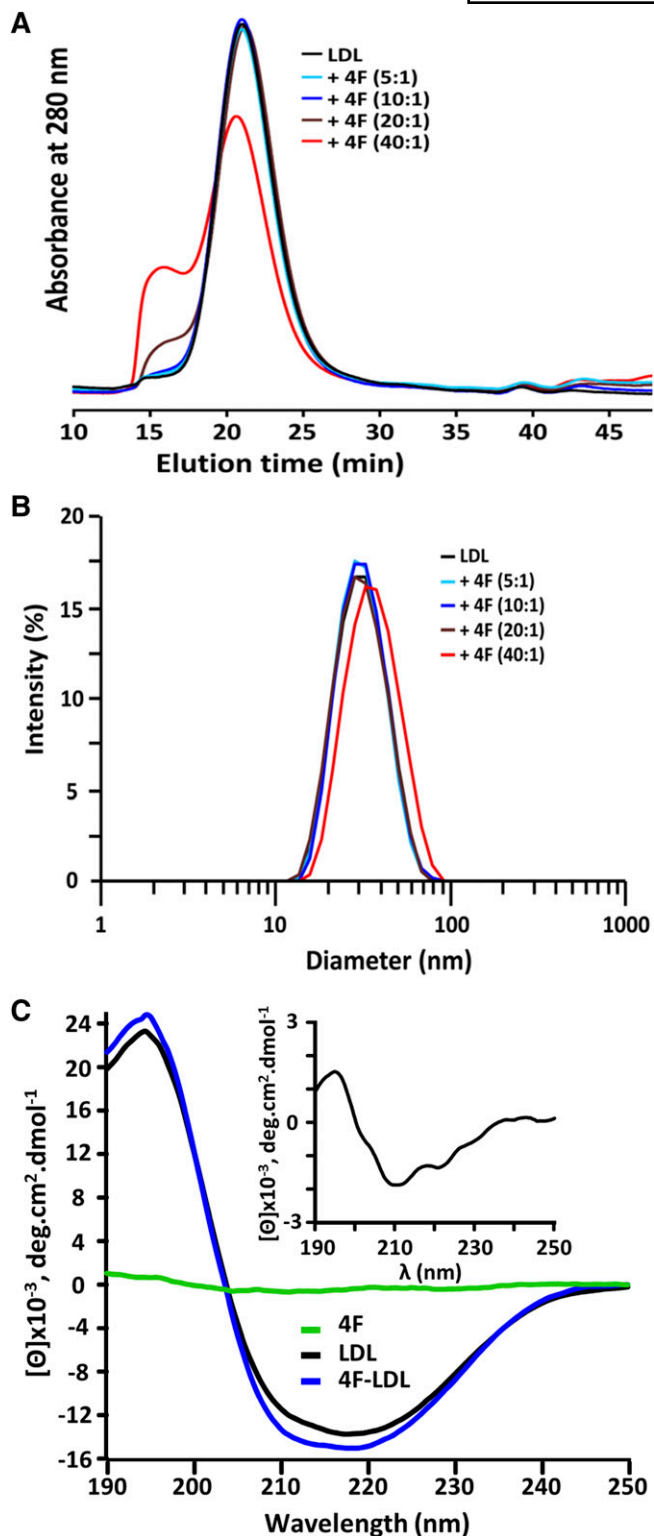 A
Absorbance at 280 nm
LDL
+ 4F (5:1)
+ 4F (10:1)
+ 4F (20:1)
+ 4F (40:1)
10 15 20 25 30 35 40 45
Elution time (min)
B
Intensity (%)
20
15
10
5
0
LDL
+ 4F (5:1)
+ 4F (10:1)
+ 4F (20:1)
+ 4F (40:1)
1 10 100 1000
Diameter (nm)
C
[Θ]x10⁻³, deg.cm².dmol⁻¹
24
20
16
12
8
4
0
-4
-8
-12
-16
[Θ]x10⁻³, deg.cm².dmol⁻¹
3
0
-3
190 210 230 250
λ (nm)
4F
LDL
4F-LDL
190 200 210 220 230 240 250
Wavelength (nm)